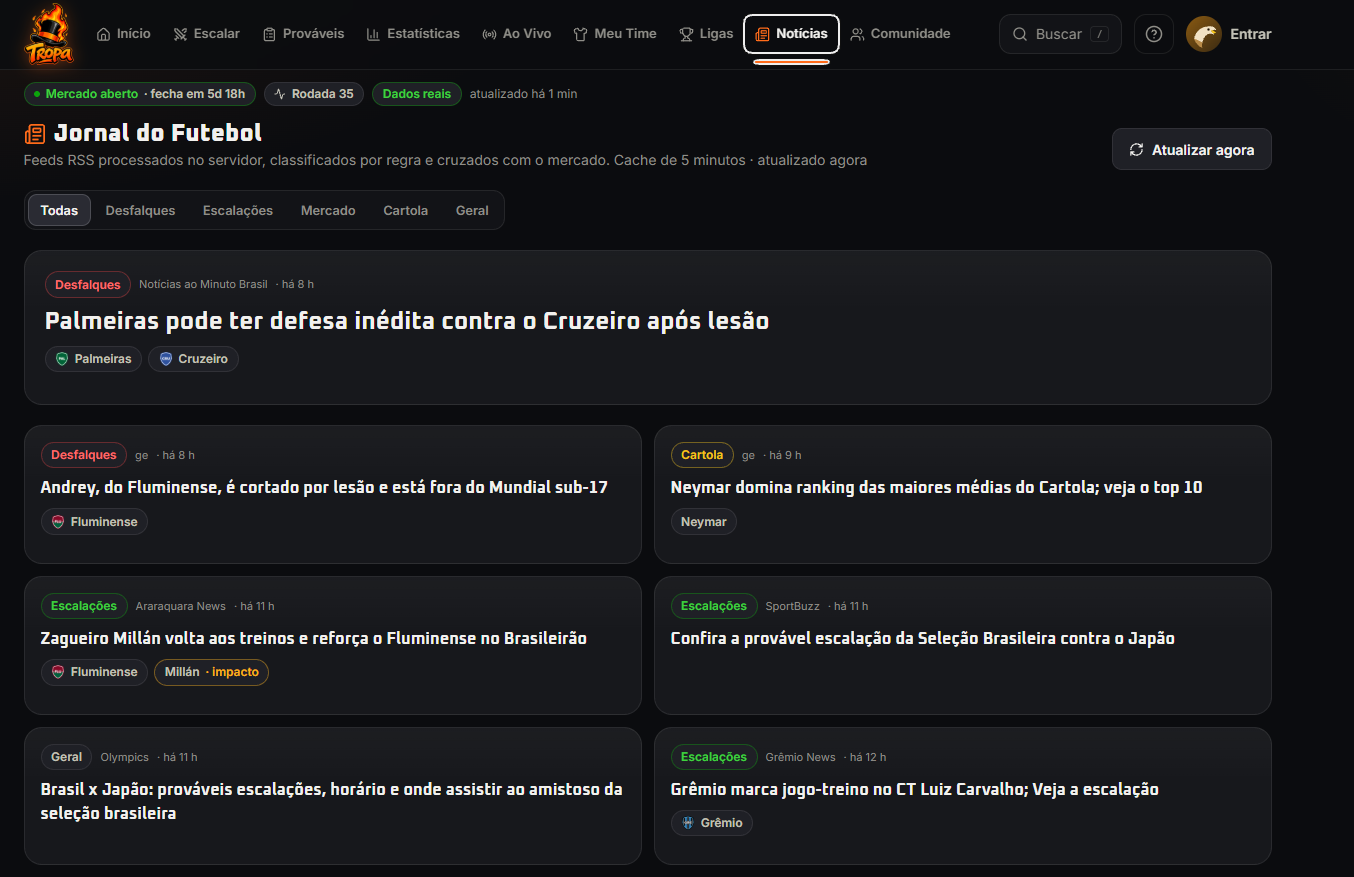 TROPA
Início
Escalar
Prováveis
Estatísticas
Ao Vivo
Meu Time
Ligas
Notícias
Comunidade
Buscar /
Entrar
Mercado aberto · fecha em 5d 18h
Rodada 35
Dados reais
atualizado há 1 min
Jornal do Futebol
Feeds RSS processados no servidor, classificados por regra e cruzados com o mercado. Cache de 5 minutos · atualizado agora
Atualizar agora
Todas
Desfalques
Escalações
Mercado
Cartola
Geral
Desfalques Notícias ao Minuto Brasil · há 8 h
Palmeiras pode ter defesa inédita contra o Cruzeiro após lesão
Palmeiras
Cruzeiro
Desfalques ge · há 8 h
Andrey, do Fluminense, é cortado por lesão e está fora do Mundial sub-17
Fluminense
Cartola ge · há 9 h
Neymar domina ranking das maiores médias do Cartola; veja o top 10
Neymar
Escalações Araraquara News · há 11 h
Zagueiro Millán volta aos treinos e reforça o Fluminense no Brasileirão
Fluminense
Millán · impacto
Escalações SportBuzz · há 11 h
Confira a provável escalação da Seleção Brasileira contra o Japão
Geral Olympics · há 11 h
Brasil x Japão: prováveis escalações, horário e onde assistir ao amistoso da
seleção brasileira
Escalações Grêmio News · há 12 h
Grêmio marca jogo-treino no CT Luiz Carvalho; Veja a escalação
Grêmio